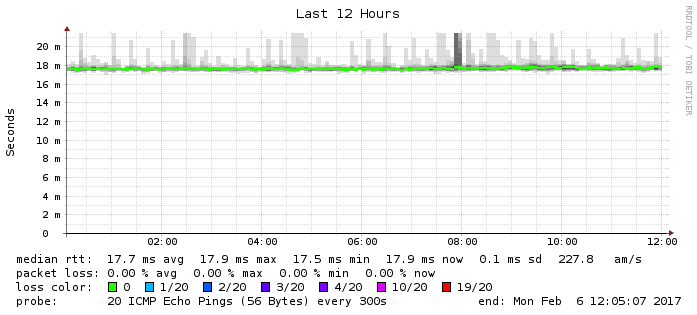 Last 12 Hours
RRDTOOL / TOBI OETIKER
Seconds
20 m
18 m
16 m
14 m
12 m
10 m
8 m
6 m
4 m
2 m
0
02:00 04:00 06:00 08:00 10:00 12:00
median rtt: 17.7 ms avg 17.9 ms max 17.5 ms min 17.9 ms now 0.1 ms sd 227.8 am/s
packet loss: 0.00 % avg 0.00 % max 0.00 % min 0.00 % now
loss color: 0 1/20 2/20 3/20 4/20 10/20 19/20
probe: 20 ICMP Echo Pings (56 Bytes) every 300s end: Mon Feb 6 12:05:07 2017